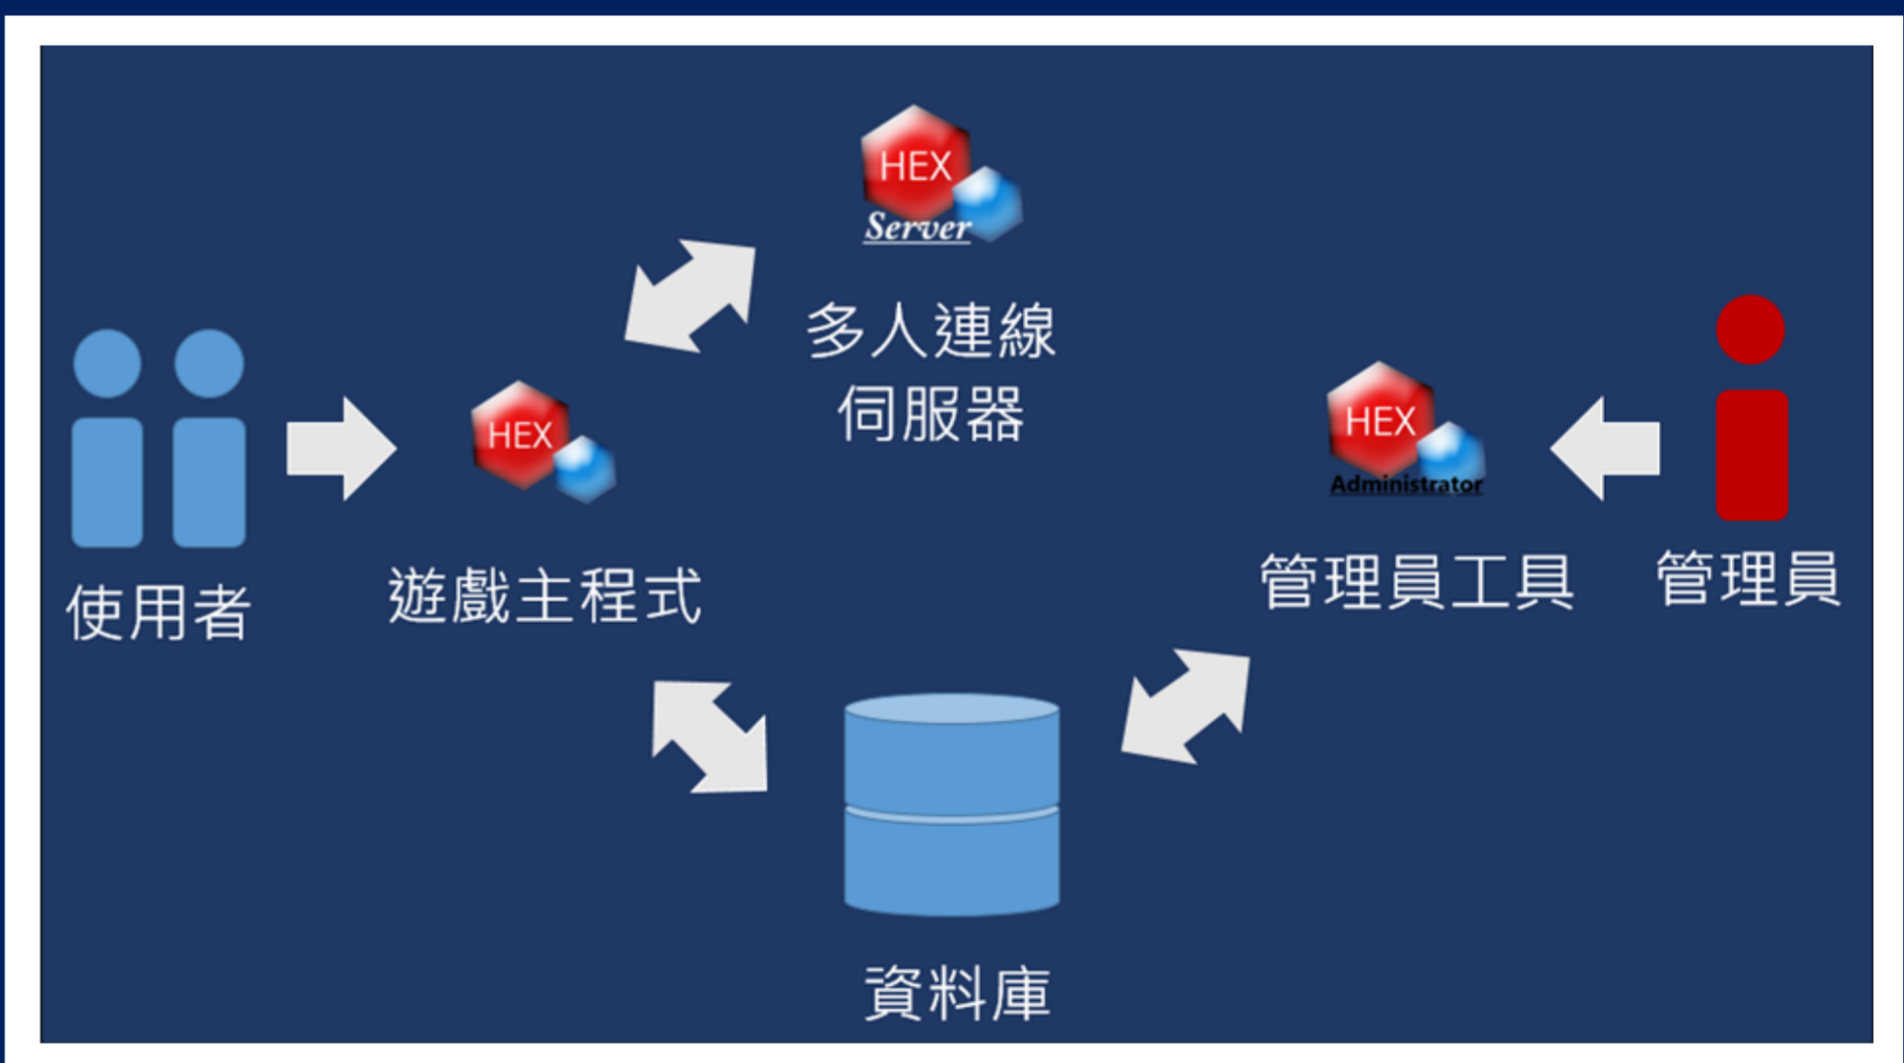 HEX
Server
多人連線
伺服器
HEX
HEX
Administrator
使用者
遊戲主程式
管理員工具
管理員
資料庫